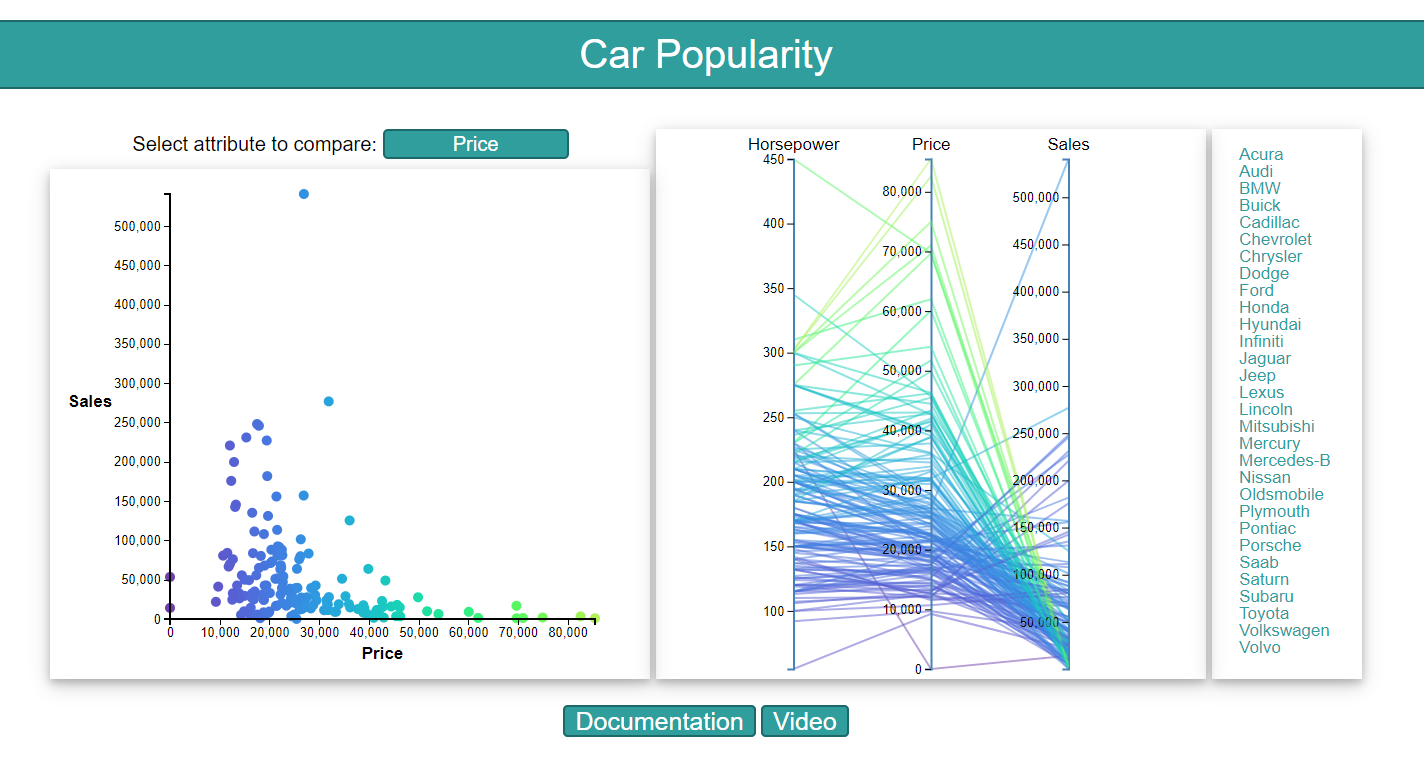 Car Popularity
Select attribute to compare: Price
500,000
450,000
400,000
350,000
300,000
250,000
200,000
150,000
100,000
50,000
0
Sales
0 10,000 20,000 30,000 40,000 50,000 60,000 70,000 80,000
Price
Horsepower Price Sales
450
400
350
300
250
200
150
100
80,000
70,000
60,000
50,000
40,000
30,000
20,000
10,000
0
500,000
450,000
400,000
350,000
300,000
250,000
200,000
150,000
100,000
50,000
Acura
Audi
BMW
Buick
Cadillac
Chevrolet
Chrysler
Dodge
Ford
Honda
Hyundai
Infiniti
Jaguar
Jeep
Lexus
Lincoln
Mitsubishi
Mercury
Mercedes-B
Nissan
Oldsmobile
Plymouth
Pontiac
Porsche
Saab
Saturn
Subaru
Toyota
Volkswagen
Volvo
Documentation Video